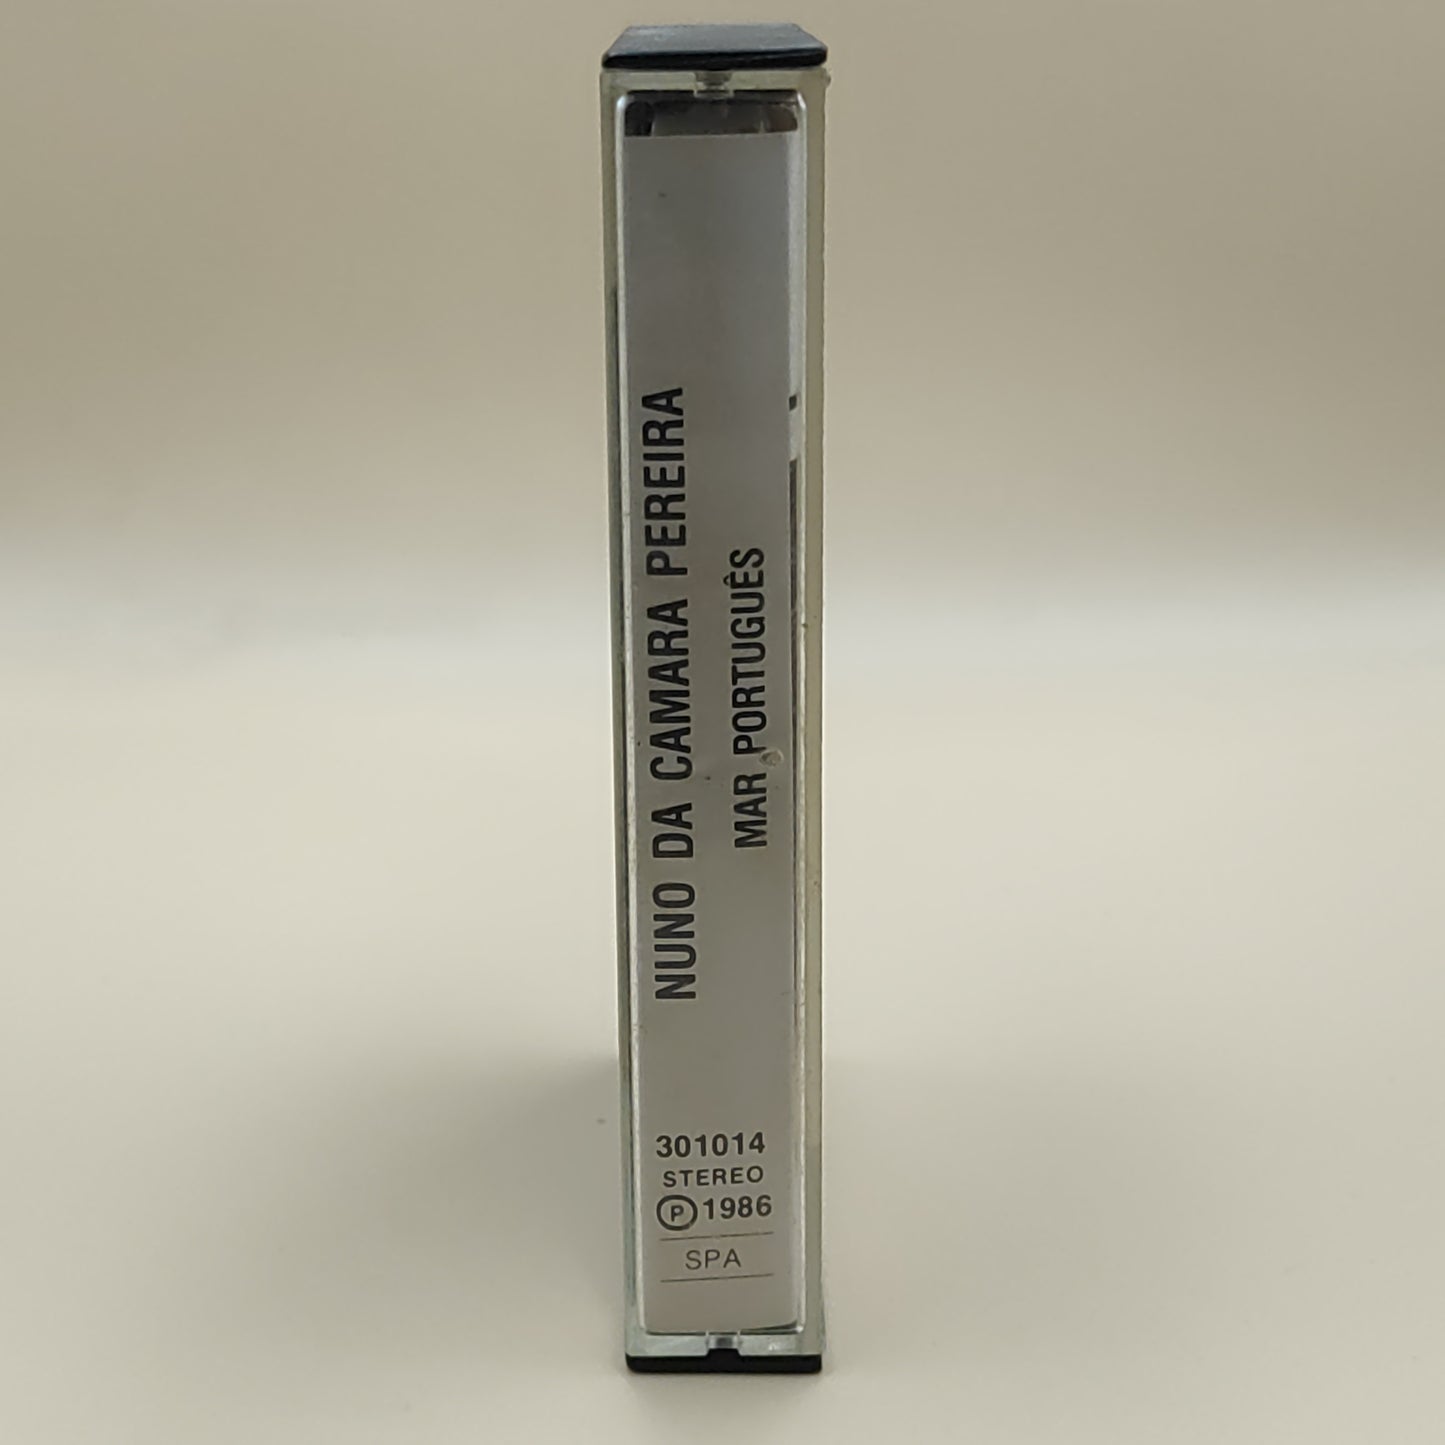 NUNO DA CAMARA PEREIRA
MAR PORTUGUÊS
301014
STEREO
Ⓟ 1986
SPA